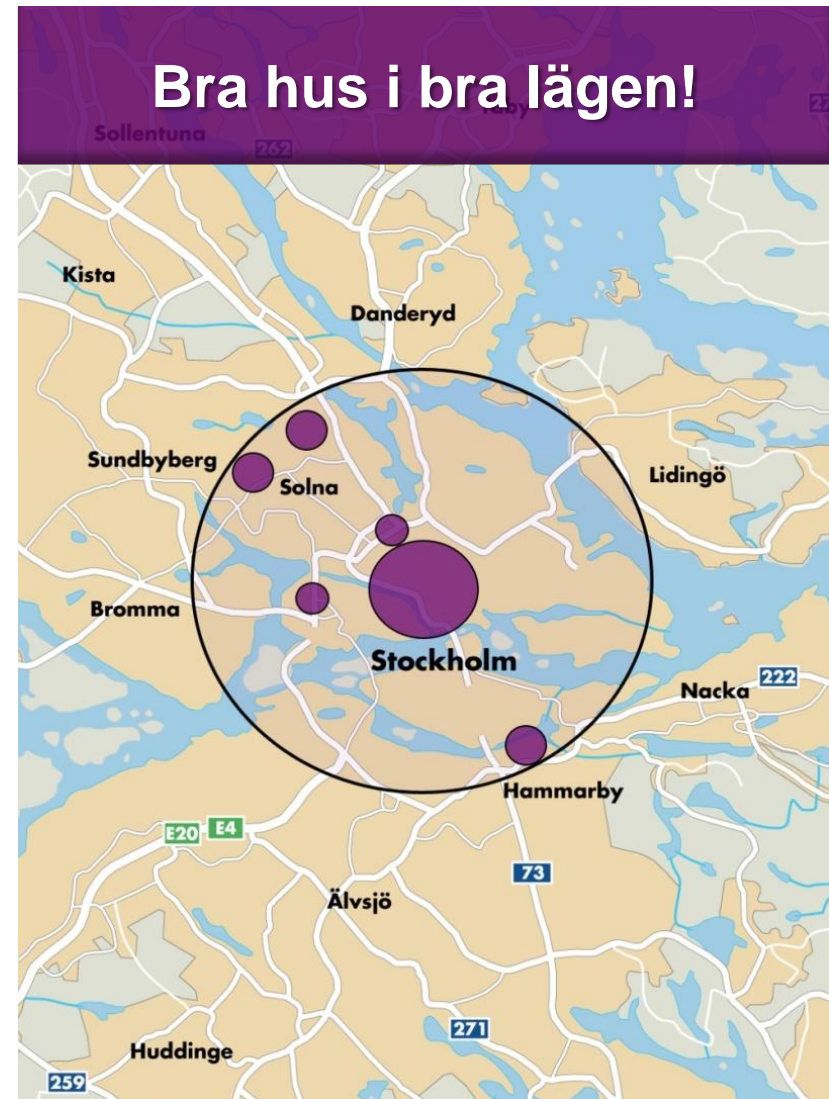 Bra hus i bra lägen!
Täby
Sollentuna
262
Kista
Danderyd
Sundbyberg
Solna
Lidingö
Bromma
Stockholm
Nacka
222
Hammarby
E20
E4
73
Älvsjö
271
Huddinge
259